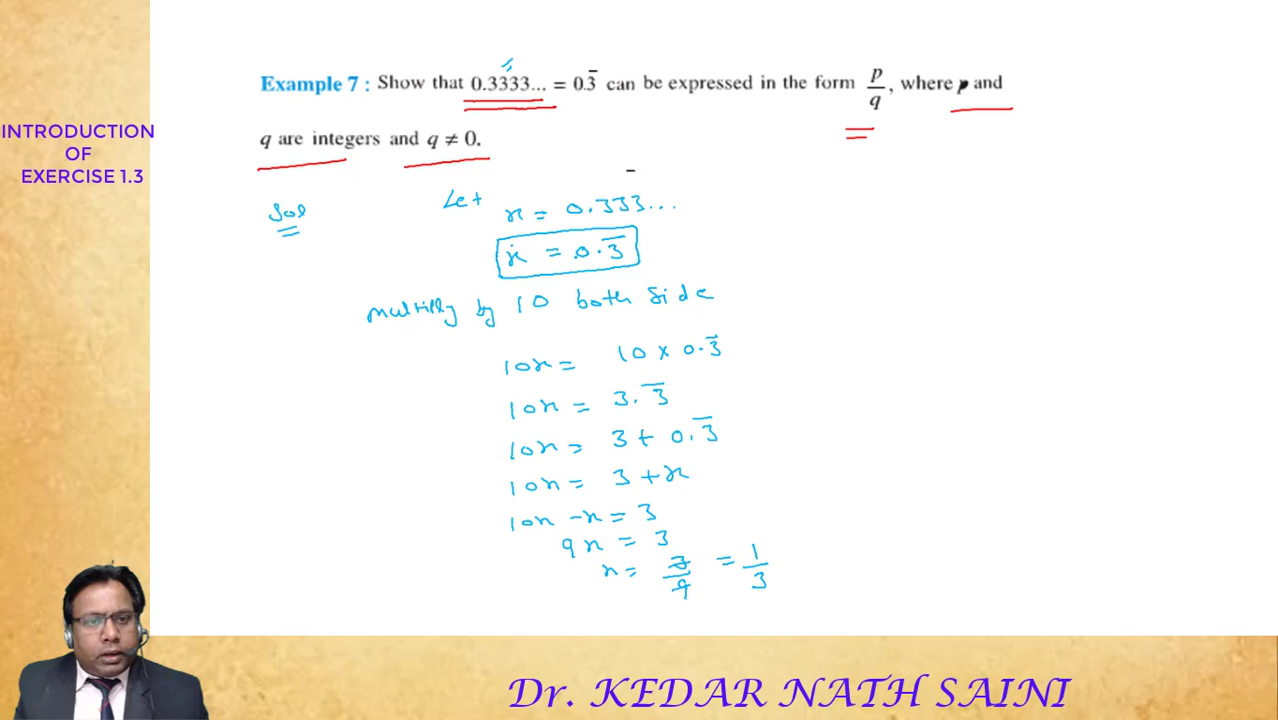 INTRODUCTION
OF
EXERCISE 1.3
Example 7 : Show that 0.3333... = 0.3̅ can be expressed in the form p/q, where p and
q are integers and q ≠ 0.
Sol
Let
x = 0.333...
x = 0.3̅
multiply by 10 both side
10x = 10 × 0.3̅
10x = 3.3̅
10x = 3 + 0.3̅
10x = 3 + x
10x - x = 3
9x = 3
x = 3/9 = 1/3
Dr. KEDAR NATH SAINI